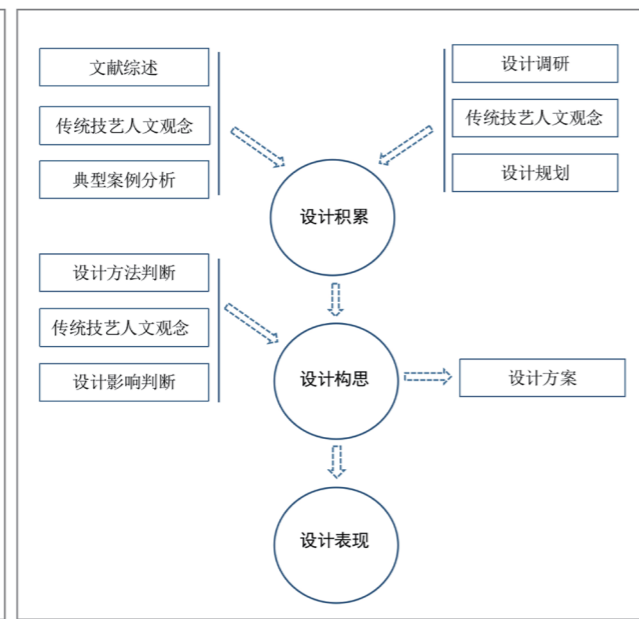 文献综述
传统技艺人文观念
典型案例分析
设计调研
传统技艺人文观念
设计规划
设计积累
设计方法判断
传统技艺人文观念
设计影响判断
设计构思
设计方案
设计表现